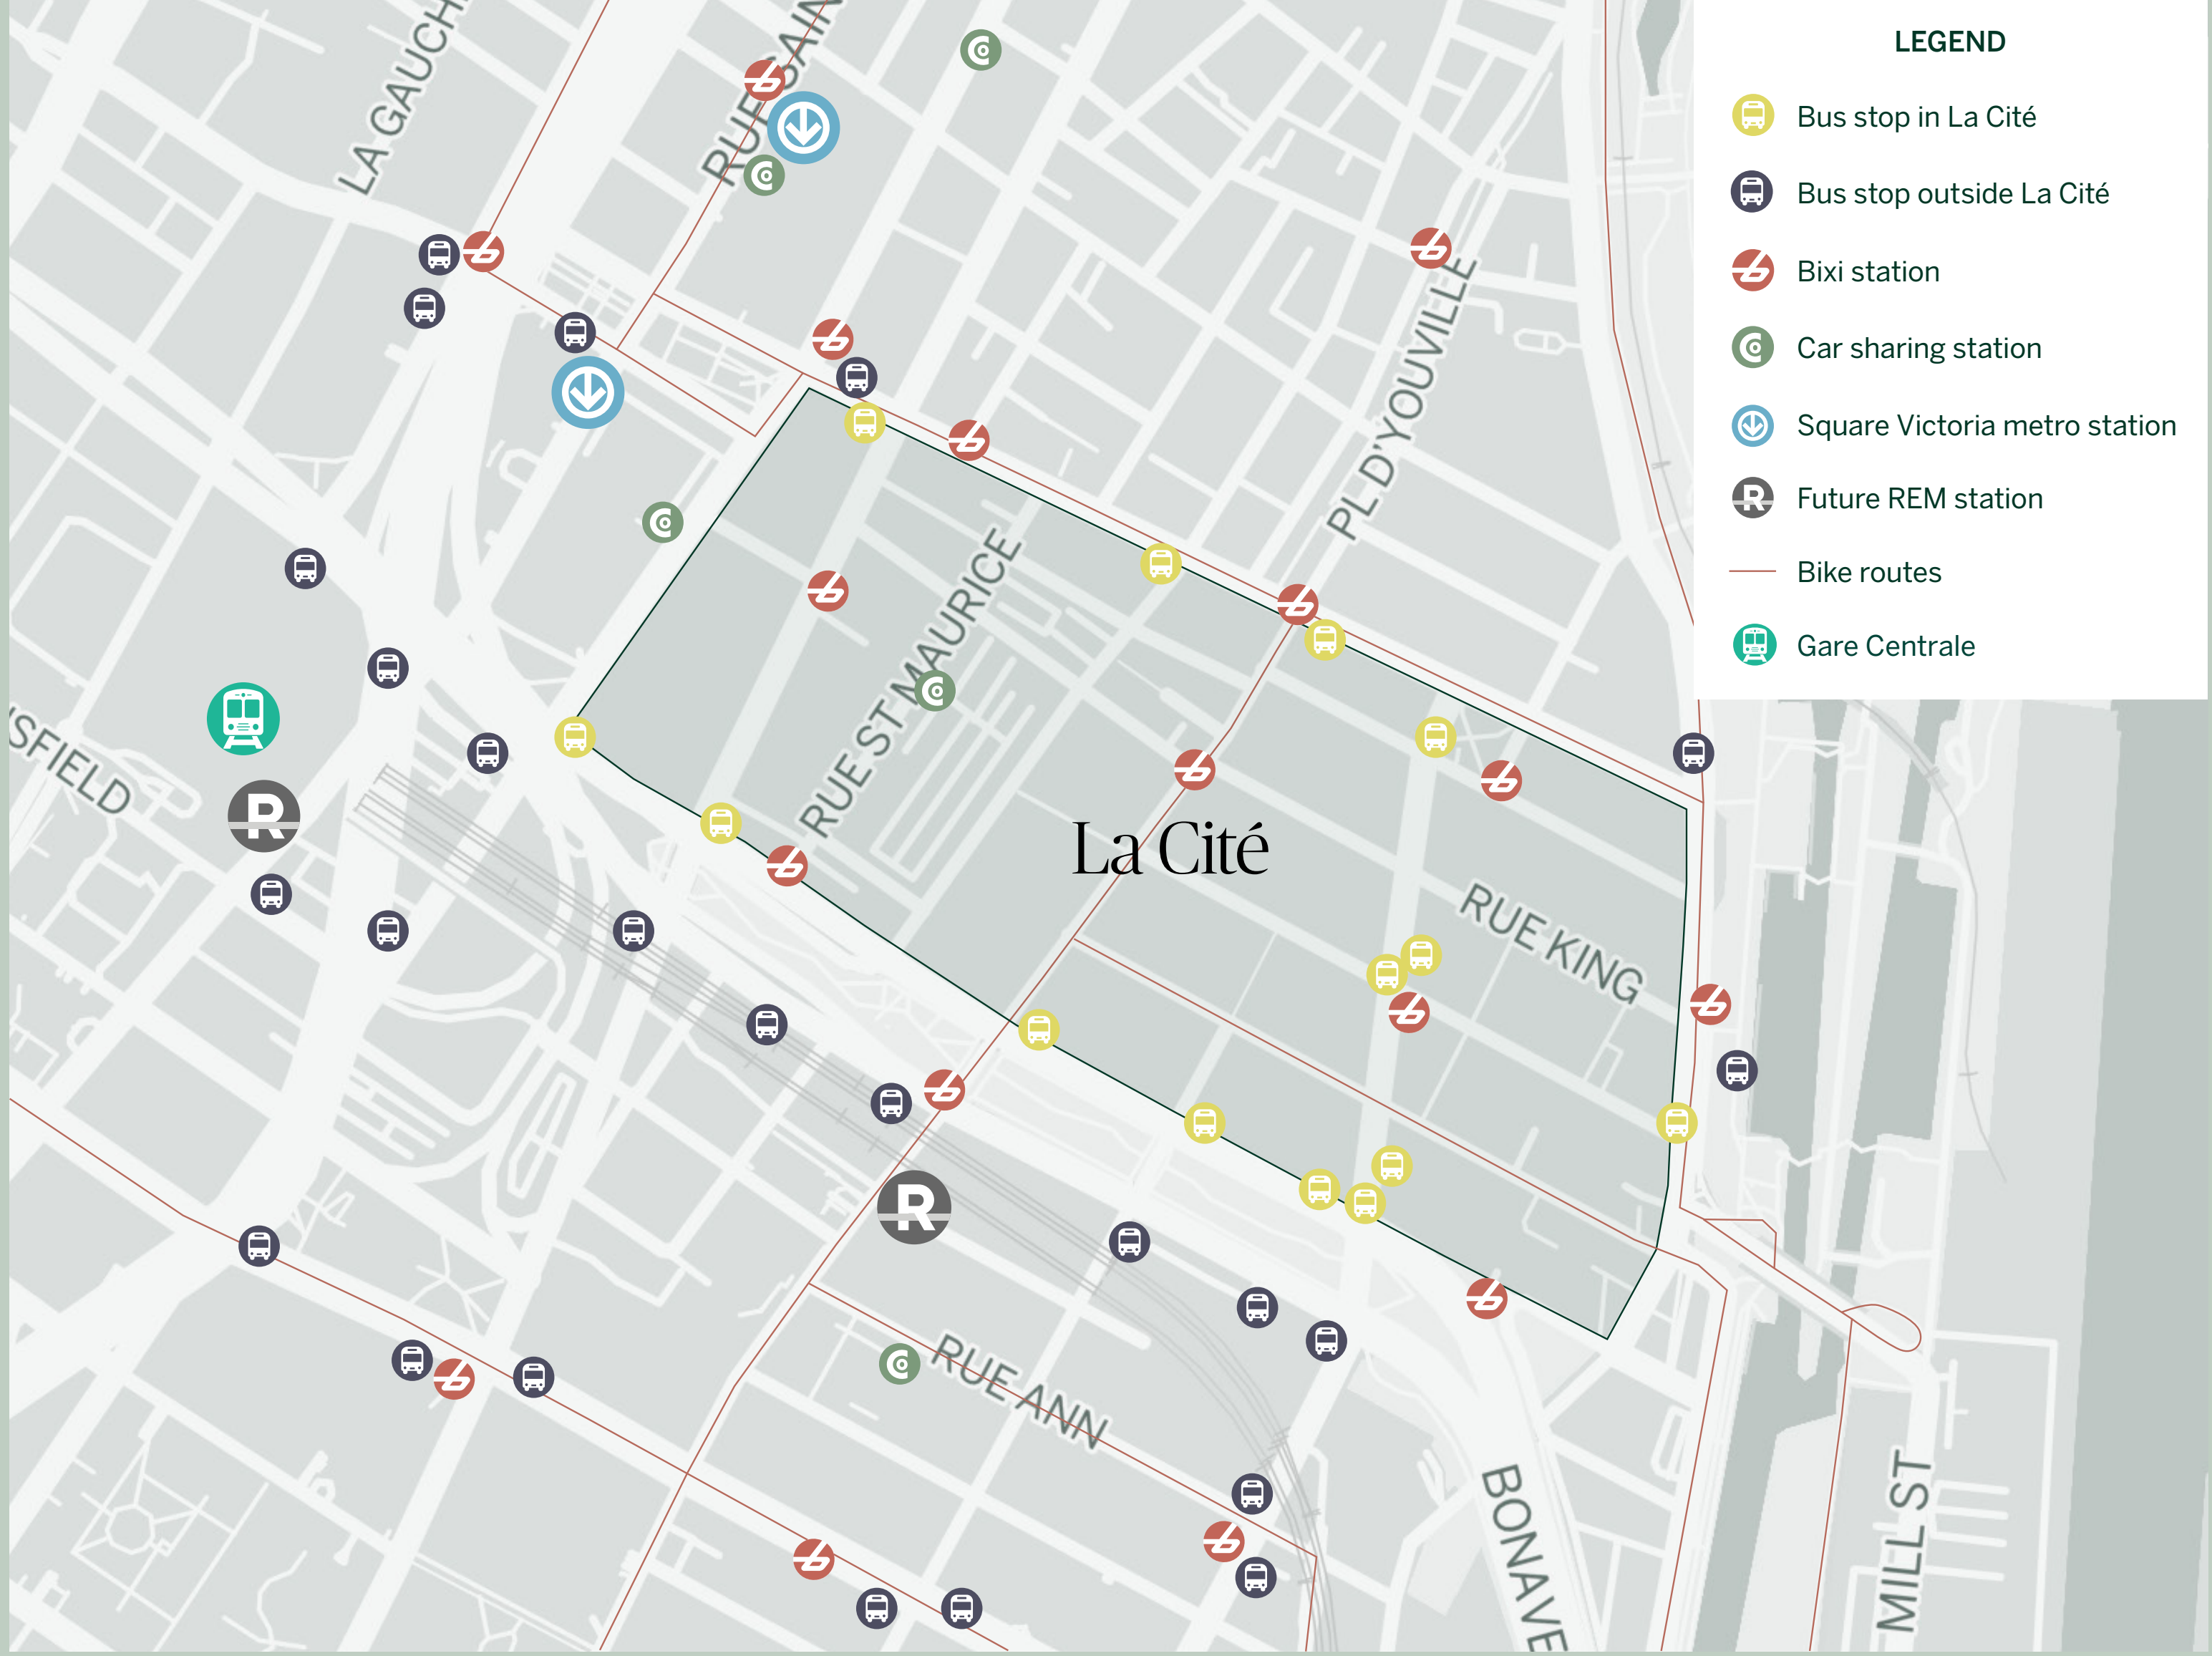 LA GAUCH
RUE SAIN
LEGEND
Bus stop in La Cité
Bus stop outside La Cité
Bixi station
Car sharing station
Square Victoria metro station
Future REM station
Bike routes
Gare Centrale
PL D'YOUVILLE
RUE ST MAURICE
SFIELD
R
La Cité
RUE KING
R
RUE ANN
BONAVE
MILL ST